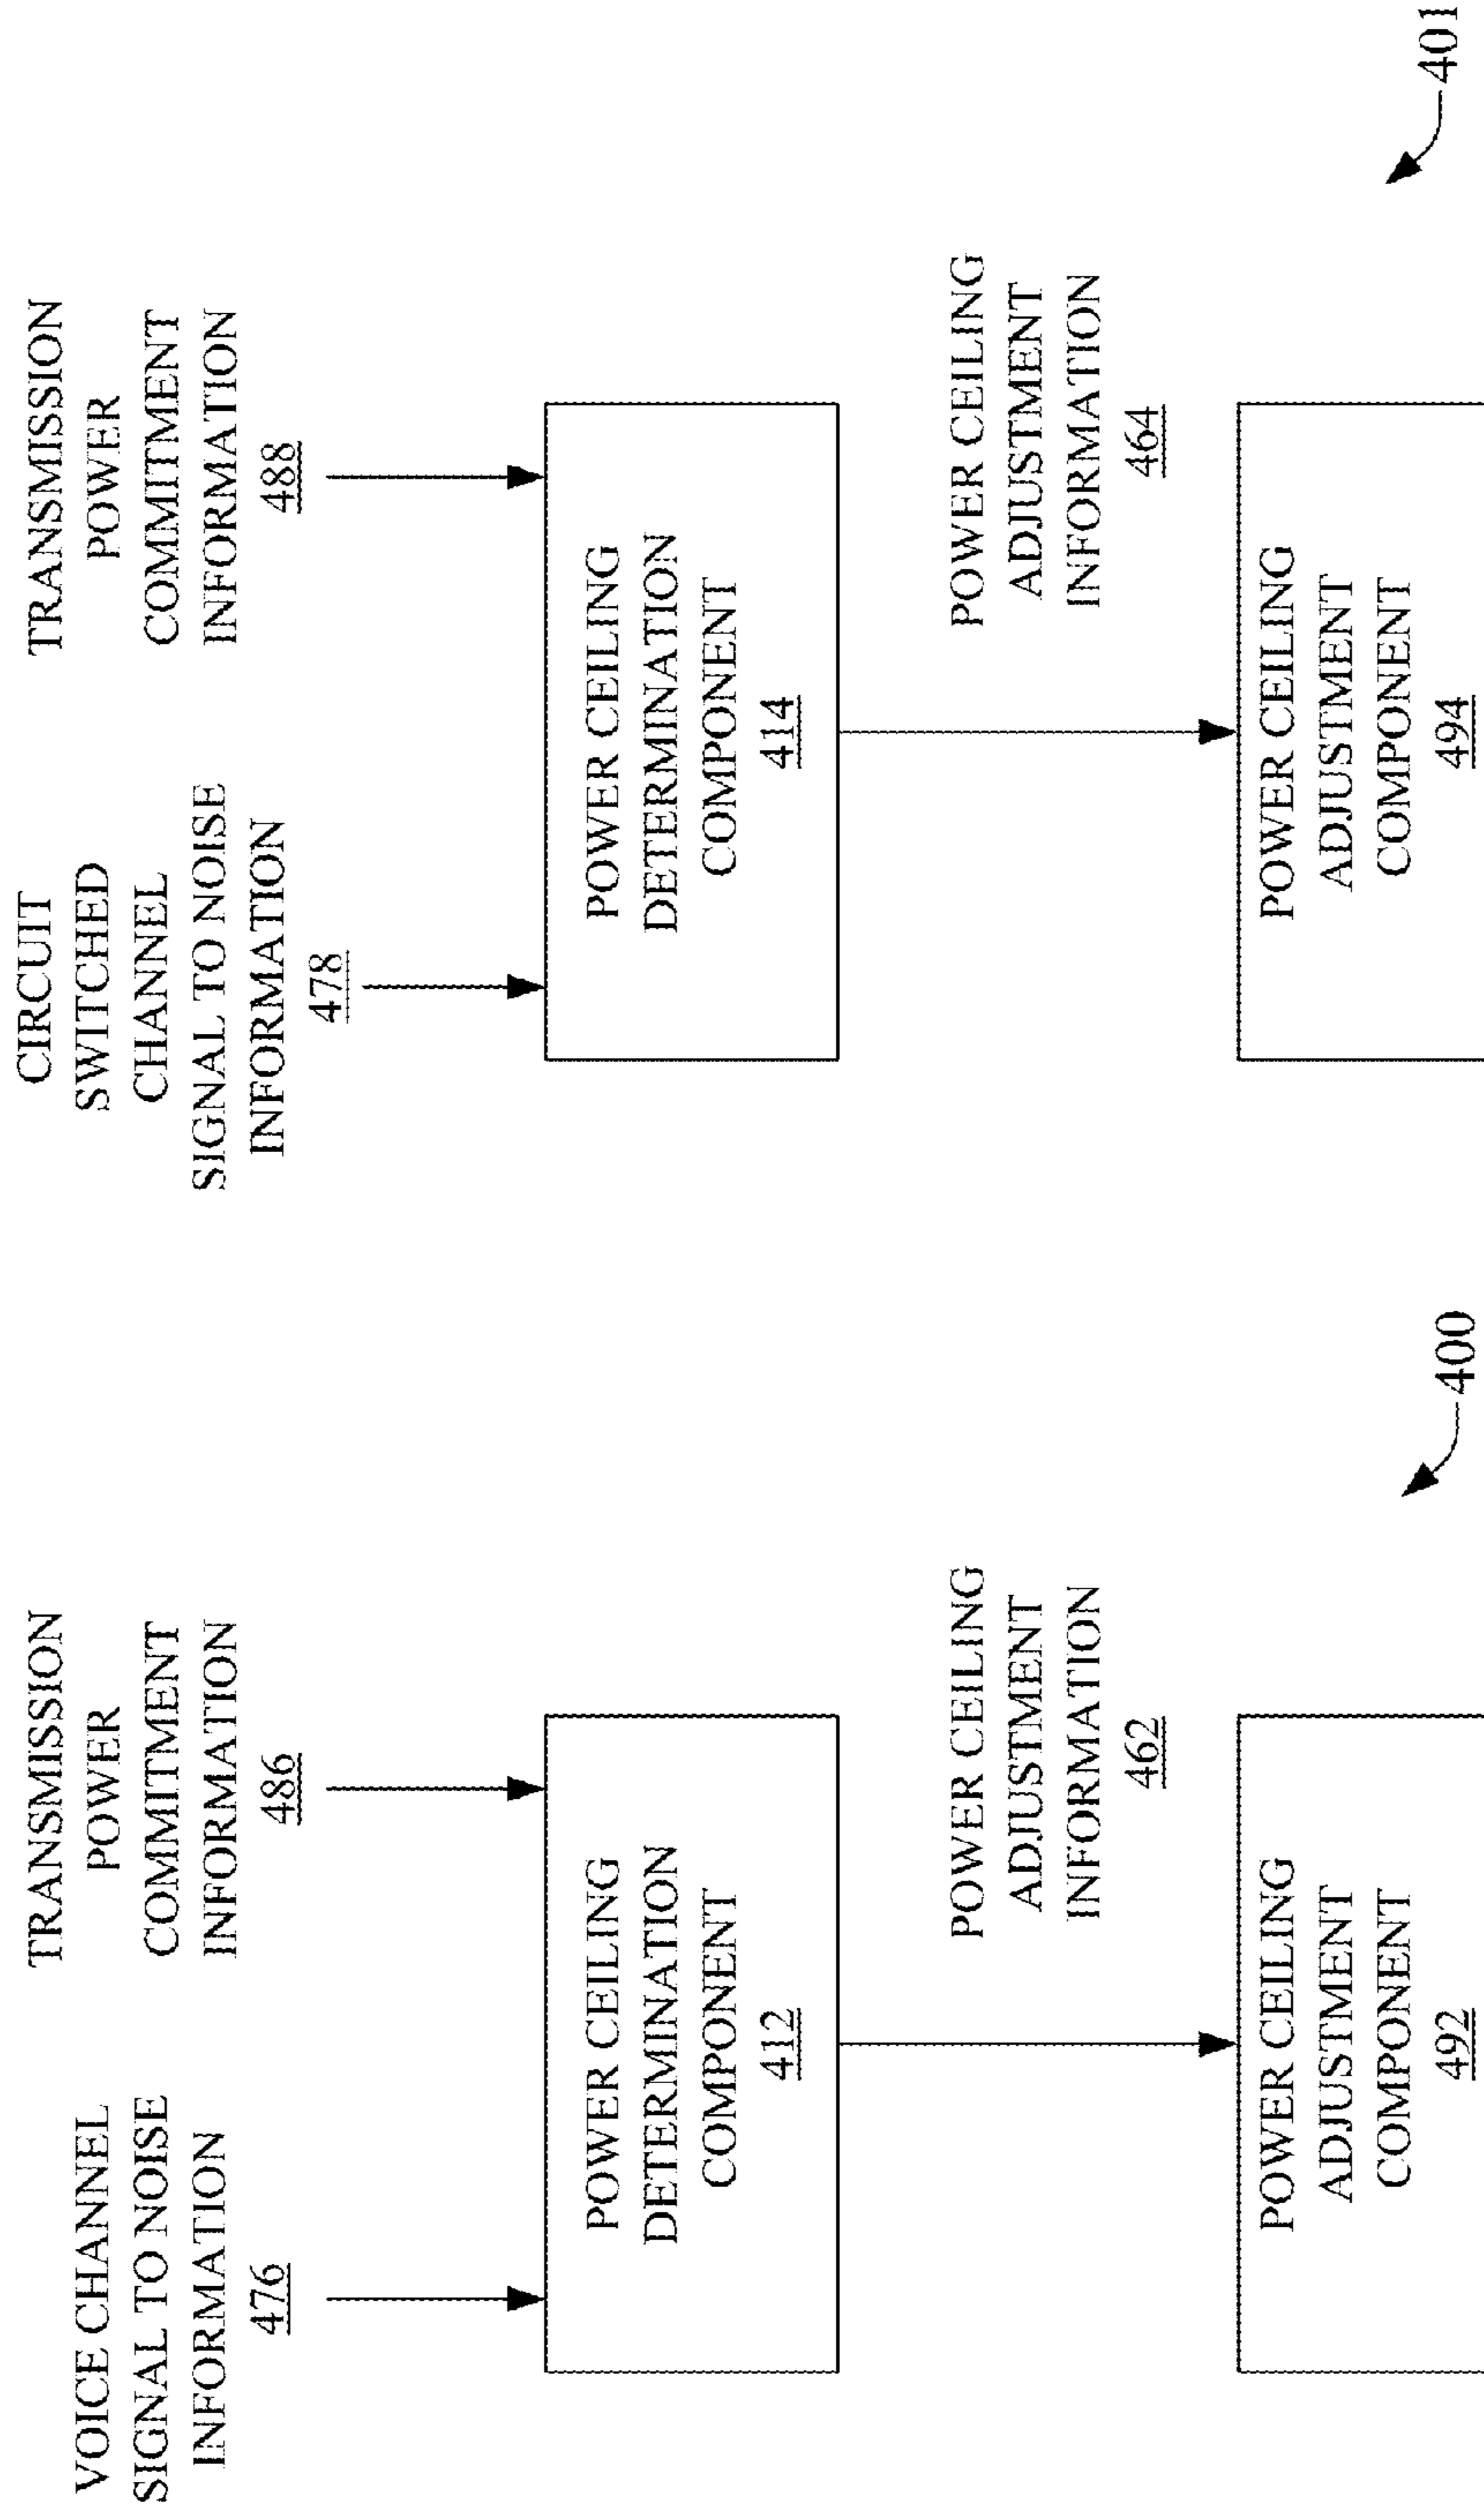 VOICE CHANNEL
SIGNAL TO NOISE
INFORMATION
476
TRANSMISSION
POWER
COMMITMENT
INFORMATION
486
POWER CEILING
DETERMINATION
COMPONENT
412
POWER CEILING
ADJUSTMENT
INFORMATION
462
POWER CEILING
ADJUSTMENT
COMPONENT
492
400
CIRCUIT
SWITCHED
CHANNEL
SIGNAL TO NOISE
INFORMATION
478
TRANSMISSION
POWER
COMMITMENT
INFORMATION
488
POWER CEILING
DETERMINATION
COMPONENT
414
POWER CEILING
ADJUSTMENT
INFORMATION
464
POWER CEILING
ADJUSTMENT
COMPONENT
494
401